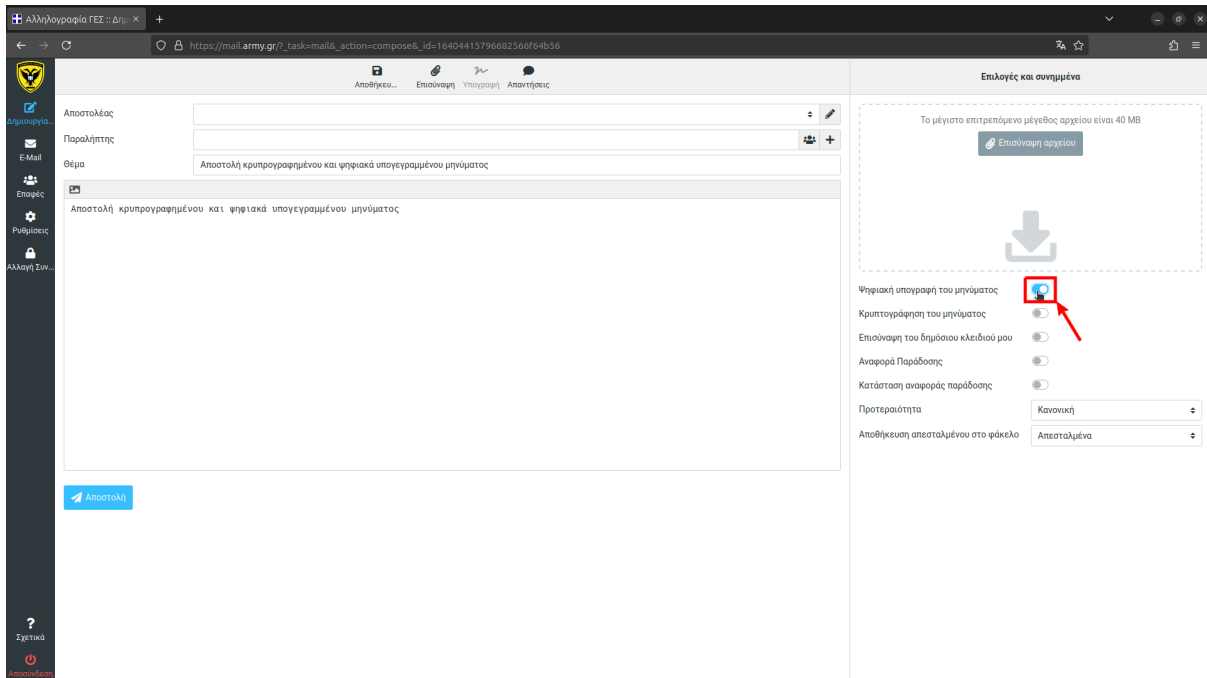 Αλληλογραφία ΓΕΣ :: Δημι
https://mail.army.gr/?_task=mail&_action=compose&_id=16404415796682566f64b56
Αποθήκευ...
Επισύναψη
Υπογραφή
Απαντήσεις
Επιλογές και συνημμένα
Δημιουργία...
E-Mail
Επαφές
Ρυθμίσεις
Αλλαγή Συν...
Σχετικά
Αποσύνδεση
Αποστολέας
Παραλήπτης
Θέμα
Αποστολή κρυπρογραφημένου και ψηφιακά υπογεγραμμένου μηνύματος
Αποστολή κρυπρογραφημένου και ψηφιακά υπογεγραμμένου μηνύματος
Αποστολή
Το μέγιστο επιτρεπόμενο μέγεθος αρχείου είναι 40 MB
Επισύναψη αρχείου
Ψηφιακή υπογραφή του μηνύματος
Κρυπτογράφηση του μηνύματος
Επισύναψη του δημόσιου κλειδιού μου
Αναφορά Παράδοσης
Κατάσταση αναφοράς παράδοσης
Προτεραιότητα
Κανονική
Αποθήκευση απεσταλμένου στο φάκελο
Απεσταλμένα